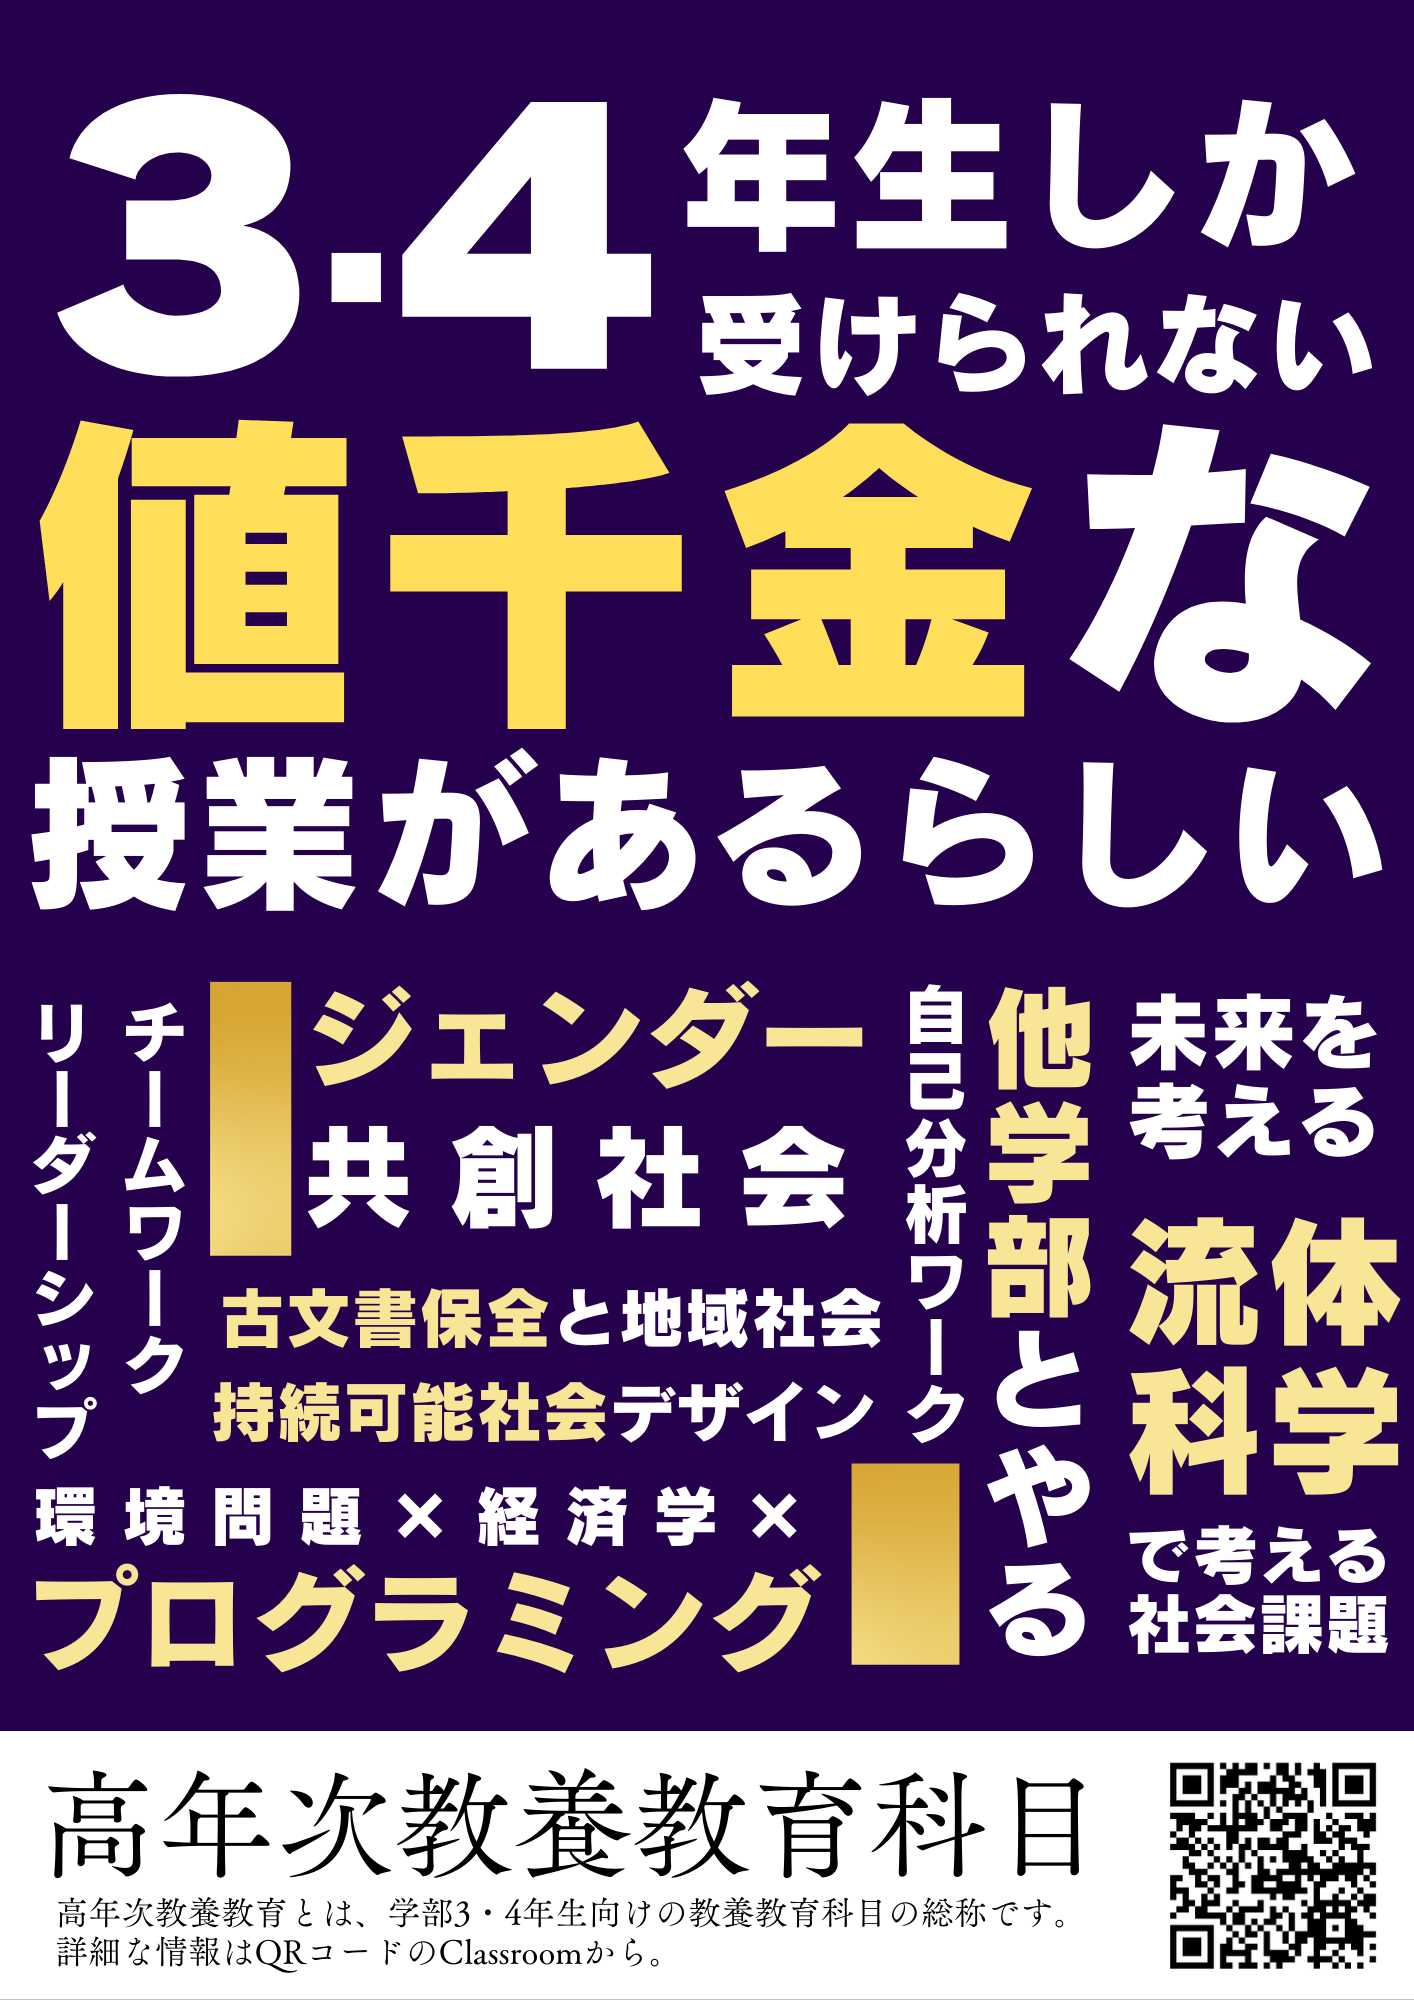 3・4年生しか
受けられない
値千金な
授業があるらしい
チームワーク
リーダーシップ
ジェンダー
共創社会
古文書保全と地域社会
持続可能社会デザイン
環境問題×経済学×
プログラミング
自己分析ワーク
他学部とやる
未来を
考える
流体
科学
で考える
社会課題
高年次教養教育科目
高年次教養教育とは、学部3・4年生向けの教養教育科目の総称です。
詳細な情報はQRコードのClassroomから。